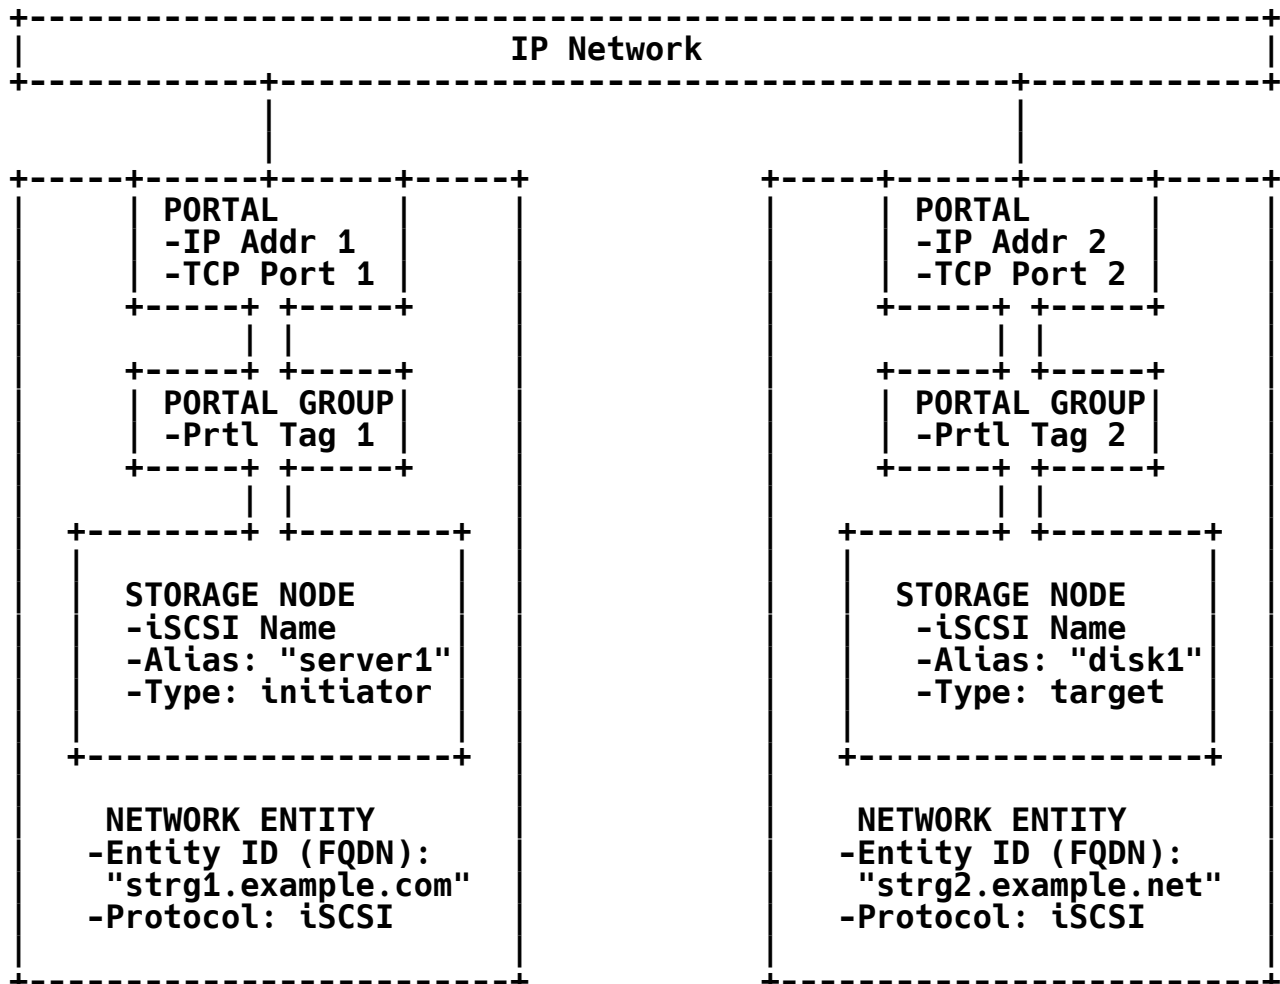 IP Network
PORTAL
-IP Addr 1
-TCP Port 1
PORTAL GROUP
-Prtl Tag 1
STORAGE NODE
-iSCSI Name
-Alias: "server1"
-Type: initiator
NETWORK ENTITY
-Entity ID (FQDN):
"strg1.example.com"
-Protocol: iSCSI
PORTAL
-IP Addr 2
-TCP Port 2
PORTAL GROUP
-Prtl Tag 2
STORAGE NODE
-iSCSI Name
-Alias: "disk1"
-Type: target
NETWORK ENTITY
-Entity ID (FQDN):
"strg2.example.net"
-Protocol: iSCSI